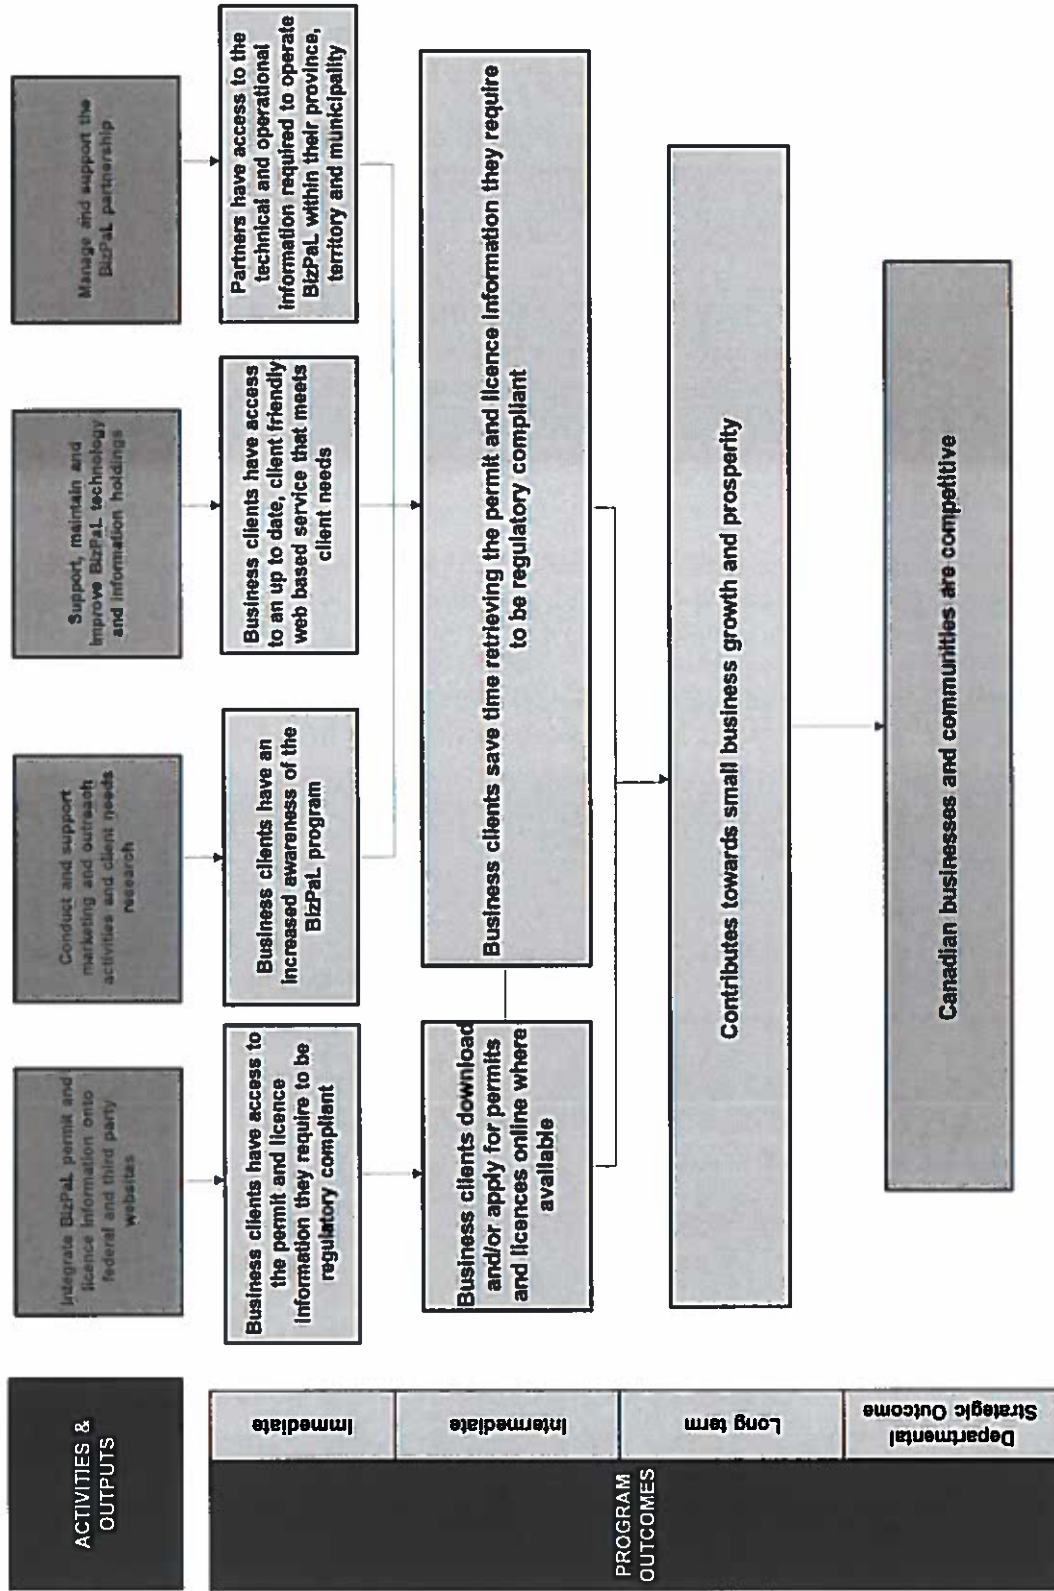 ACTIVITIES &
OUTPUTS
Integrate BizPaL permit and
licence information onto
federal and third party
websites
Conduct and support
marketing and outreach
activities and client needs
research
Support, maintain and
improve BizPaL technology
and information holdings
Manage and support the
BizPaL partnership
PROGRAM
OUTCOMES
Immediate
Business clients have access to
the permit and licence
information they require to be
regulatory compliant
Business clients have an
increased awareness of the
BizPaL program
Business clients have access
to an up to date, client friendly
web based service that meets
client needs
Partners have access to the
technical and operational
information required to operate
BizPaL within their province,
territory and municipality
Intermediate
Business clients download
and/or apply for permits
and licences online where
available
Business clients save time retrieving the permit and licence information they require
to be regulatory compliant
Long term
Contributes towards small business growth and prosperity
Departmental
Strategic Outcome
Canadian businesses and communities are competitive